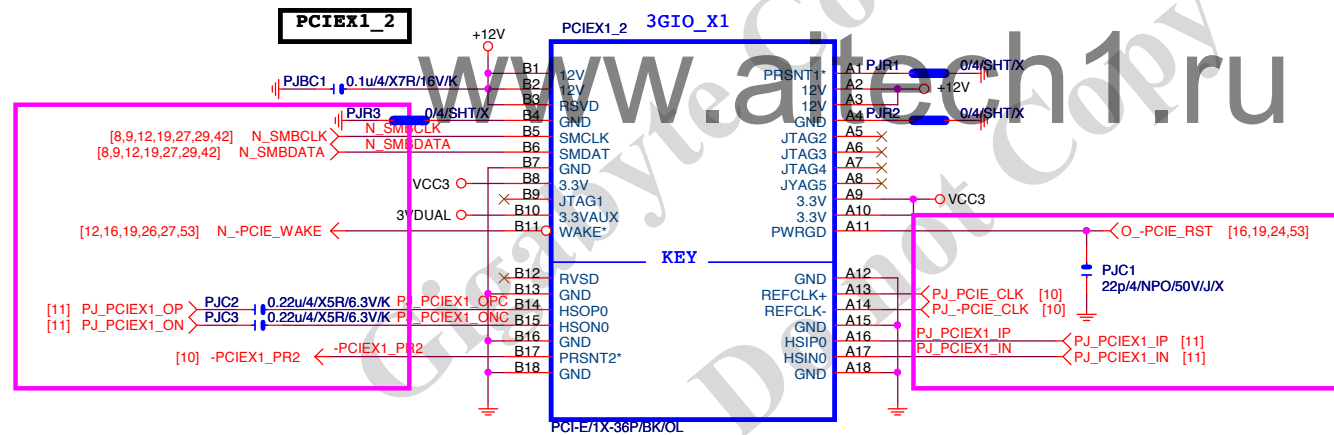 PCIEX1_2
PCIEX1_2 3GIO_X1
+12V
www.aitech1.ru
Gigabyte Co
Do not Copy
PJBC1 0.1u/4/X7R/16V/K
PJR3 0/4/SHT/X
[8,9,12,19,27,29,42] N_SMBCLK N_SMBCLK
[8,9,12,19,27,29,42] N_SMBDATA N_SMBDATA
VCC3
3VDUAL
[12,16,19,26,27,53] N_-PCIE_WAKE
[11] PJ_PCIEX1_OP PJC2 0.22u/4/X5R/6.3V/K PJ_PCIEX1_OPC
[11] PJ_PCIEX1_ON PJC3 0.22u/4/X5R/6.3V/K PJ_PCIEX1_ONC
[10] -PCIEX1_PR2 -PCIEX1_PR2
B1 12V
B2 12V
B3 RSVD
B4 GND
B5 SMCLK
B6 SMDAT
B7 GND
B8 3.3V
B9 JTAG1
B10 3.3VAUX
B11 WAKE*
KEY
B12 RVSD
B13 GND
B14 HSOP0
B15 HSON0
B16 GND
B17 PRSNT2*
B18 GND
PRSNT1* A1 PJR1 0/4/SHT/X
12V A2 +12V
12V A3
GND A4 PJR2 0/4/SHT/X
JTAG2 A5
JTAG3 A6
JTAG4 A7
JYAG5 A8
3.3V A9 VCC3
3.3V A10
PWRGD A11 O_-PCIE_RST [16,19,24,53]
PJC1
22p/4/NPO/50V/J/X
GND A12
REFCLK+ A13 PJ_PCIE_CLK [10]
REFCLK- A14 PJ_-PCIE_CLK [10]
GND A15
HSIP0 A16 PJ_PCIEX1_IP PJ_PCIEX1_IP [11]
HSIN0 A17 PJ_PCIEX1_IN PJ_PCIEX1_IN [11]
GND A18
PCI-E/1X-36P/BK/OL